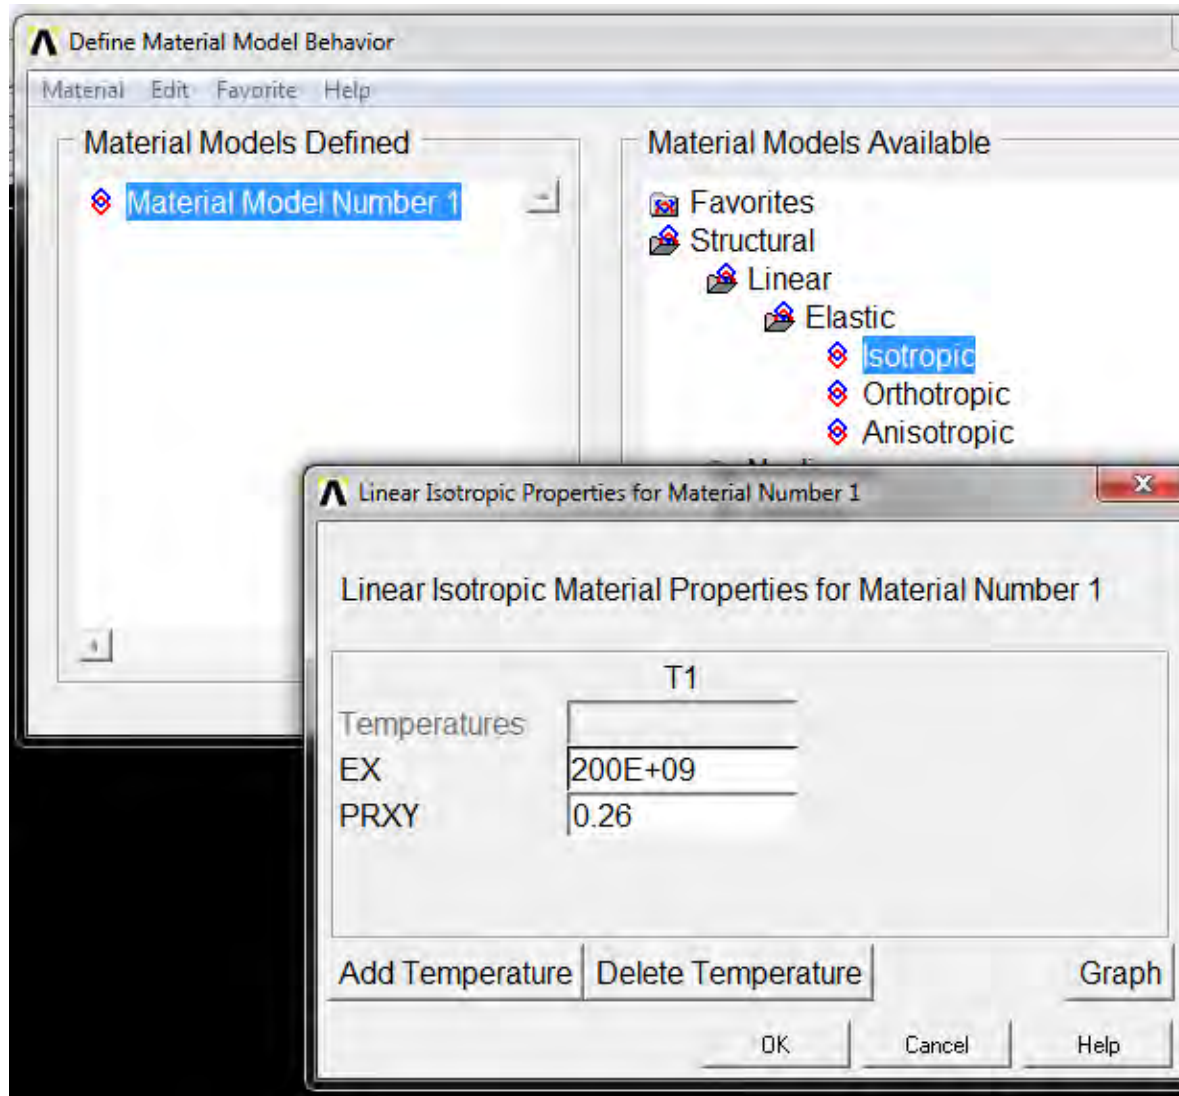 Define Material Model Behavior
Material Edit Favorite Help
Material Models Defined
Material Model Number 1
Material Models Available
Favorites
Structural
Linear
Elastic
Isotropic
Orthotropic
Anisotropic
Linear Isotropic Properties for Material Number 1
Linear Isotropic Material Properties for Material Number 1
T1
Temperatures
EX 200E+09
PRXY 0.26
Add Temperature Delete Temperature Graph
OK Cancel Help